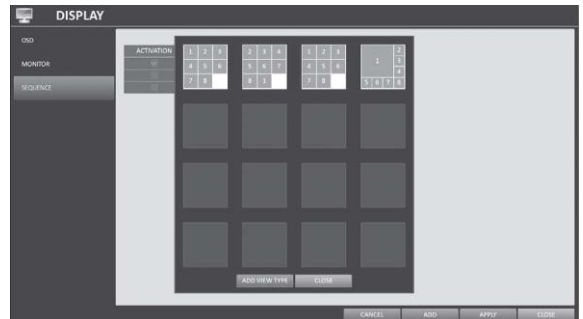 DISPLAY
OSD
MONITOR
SEQUENCE
ACTIVATION
1 2 3
4 5 6
7 8
2 3 4
5 6 7
8 1
1 2 3
4 5 6
7 8
1 2
3
4
5 6 7 8
ADD VIEW TYPE CLOSE
CANCEL ADD APPLY CLOSE